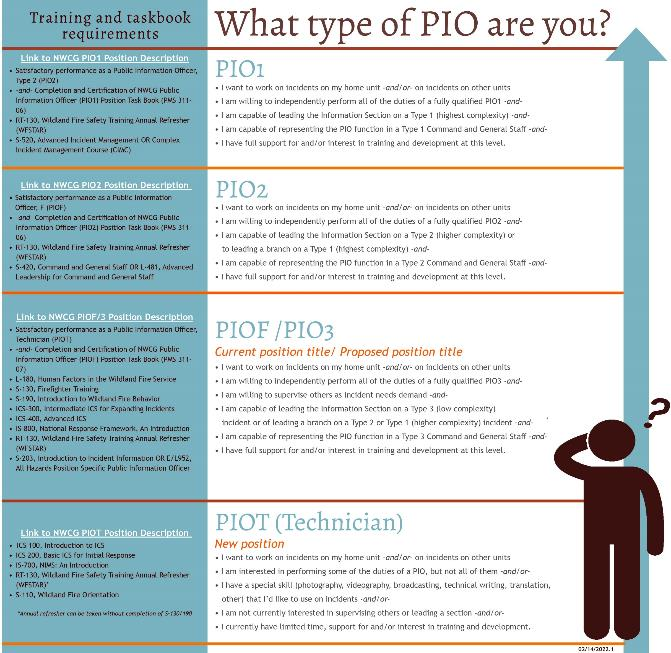 Training and taskbook
requirements
What type of PIO are you?
Link to NWCG PIO1 Position Description
• Satisfactory performance as a Public Information Officer,
Type 2 (PIO2)
• -and- Completion and Certification of NWCG Public
Information Officer (PIO1) Position Task Book (PMS 311-
06)
• RT-130, Wildland Fire Safety Training Annual Refresher
(WFSTAR)
• S-520, Advanced Incident Management OR Complex
Incident Management Course (CIMC)
PIO1
• I want to work on incidents on my home unit -and/or- on incidents on other units
• I am willing to independently perform all of the duties of a fully qualified PIO1 -and-
• I am capable of leading the Information Section on a Type 1 (highest complexity) -and-
• I am capable of representing the PIO function in a Type 1 Command and General Staff -and-
• I have full support for and/or interest in training and development at this level.
Link to NWCG PIO2 Position Description
• Satisfactory performance as a Public Information
Officer, F (PIOF)
• -and- Completion and Certification of NWCG Public
Information Officer (PIO2) Position Task Book (PMS 311-
06)
• RT-130, Wildland Fire Safety Training Annual Refresher
(WFSTAR)
• S-420, Command and General Staff OR L-481, Advanced
Leadership for Command and General Staff
PIO2
• I want to work on incidents on my home unit -and/or- on incidents on other units
• I am willing to independently perform all of the duties of a fully qualified PIO2 -and-
• I am capable of leading the Information Section on a Type 2 (higher complexity) or
to leading a branch on a Type 1 (highest complexity) -and-
• I am capable of representing the PIO function in a Type 2 Command and General Staff -and-
• I have full support for and/or interest in training and development at this level.
Link to NWCG PIOF/3 Position Description
• Satisfactory performance as a Public Information Officer,
Technician (PIOT)
• -and- Completion and Certification of NWCG Public
Information Officer (PIOF) Position Task Book (PMS 311-
07)
• L-180, Human Factors in the Wildland Fire Service
• S-130, Firefighter Training
• S-190, Introduction to Wildland Fire Behavior
• ICS-300, Intermediate ICS for Expanding Incidents
• ICS-400, Advanced ICS
• IS-800, National Response Framework, An Introduction
• RT-130, Wildland Fire Safety Training Annual Refresher
(WFSTAR)
• S-203, Introduction to Incident Information OR E/L952,
All Hazards Position Specific Public Information Officer
PIOF /PIO3
Current position title/ Proposed position title
• I want to work on incidents on my home unit -and/or- on incidents on other units
• I am willing to independently perform all of the duties of a fully qualified PIO3 -and-
• I am willing to supervise others as incident needs demand -and-
• I am capable of leading the Information Section on a Type 3 (low complexity)
incident or of leading a branch on a Type 2 or Type 1 (higher complexity) incident -and-
• I am capable of representing the PIO function in a Type 3 Command and General Staff -and-
• I have full support for and/or interest in training and development at this level.
?
Link to NWCG PIOT Position Description
• ICS 100, Introduction to ICS
• ICS 200, Basic ICS for Initial Response
• IS-700, NIMS: An Introduction
• RT-130, Wildland Fire Safety Training Annual Refresher
(WFSTAR)*
• S-110, Wildland Fire Orientation
*Annual refresher can be taken without completion of S-130/190
PIOT (Technician)
New position
• I want to work on incidents on my home unit -and/or- on incidents on other units
• I am interested in performing some of the duties of a PIO, but not all of them -and/or-
• I have a special skill (photography, videography, broadcasting, technical writing, translation,
other) that I'd like to use on incidents -and/or-
• I am not currently interested in supervising others or leading a section -and/or-
• I currently have limited time, support for and/or interest in training and development.
02/14/2022.1